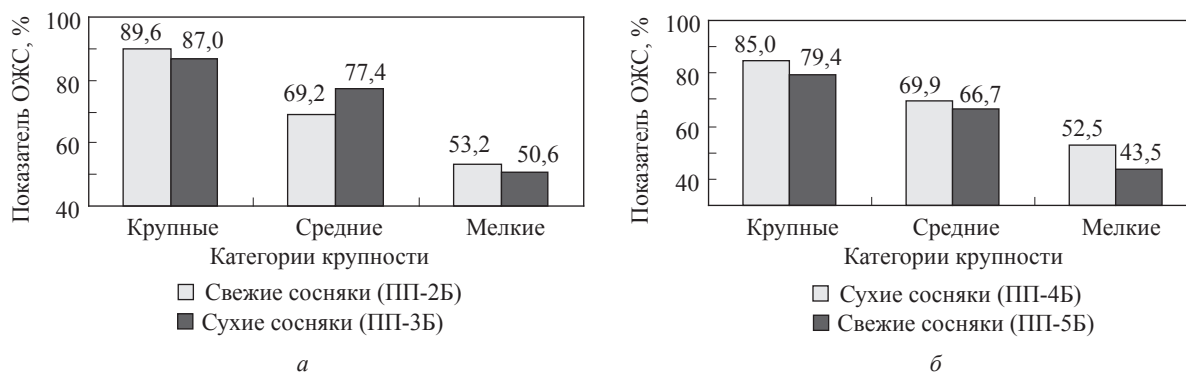 Показатель ОЖС, %
100
80
60
40
89,6
87,0
69,2
77,4
53,2
50,6
Крупные Средние Мелкие
Категории крупности
Свежие сосняки (ПП-2Б)
Сухие сосняки (ПП-3Б)
а
Показатель ОЖС, %
100
80
60
40
85,0
79,4
69,9
66,7
52,5
43,5
Крупные Средние Мелкие
Категории крупности
Сухие сосняки (ПП-4Б)
Свежие сосняки (ПП-5Б)
б